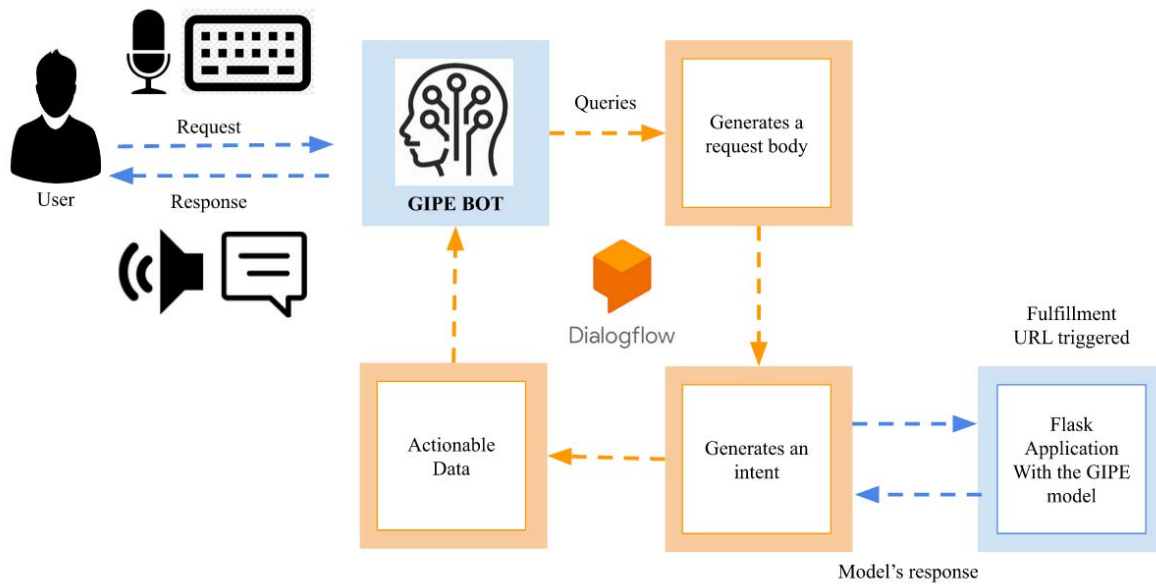 Request
User
Response
GIPE BOT
Queries
Generates a
request body
Dialogflow
Fulfillment
URL triggered
Actionable
Data
Generates an
intent
Flask
Application
With the GIPE
model
Model's response